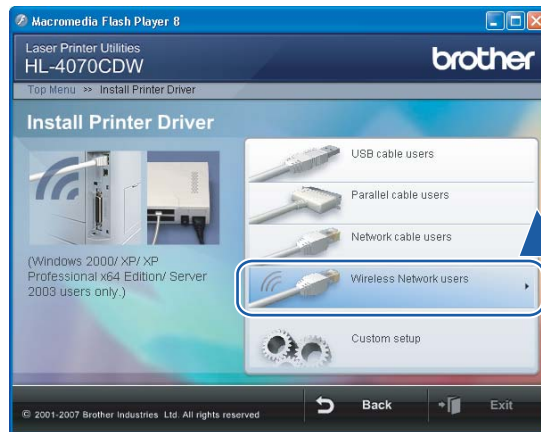 Macromedia Flash Player 8
Laser Printer Utilities
HL-4070CDW
brother
Top Menu >> Install Printer Driver
Install Printer Driver
(Windows 2000/ XP/ XP
Professional x64 Edition/ Server
2003 users only.)
USB cable users
Parallel cable users
Network cable users
Wireless Network users
Custom setup
© 2001-2007 Brother Industries Ltd. All rights reserved
Back
Exit